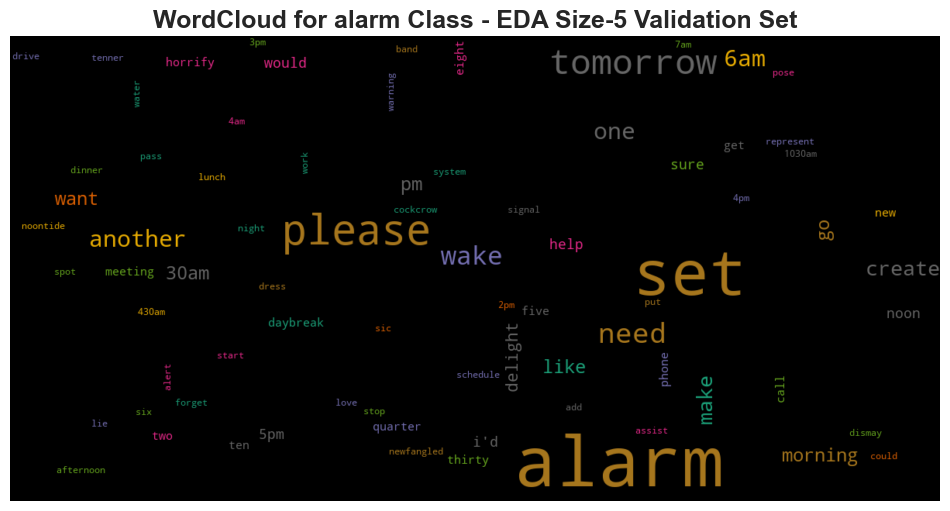 WordCloud for alarm Class - EDA Size-5 Validation Set
drive
tenner
horrify
3pm
would
band
eight
tomorrow
7am
6am
pose
water
warning
4am
one
get
represent
1030am
pass
work
dinner
lunch
system
sure
pm
want
cockcrow
signal
4pm
new
noontide
another
night
please
wake
help
go
spot
meeting
30am
dress
set
create
430am
daybreak
sic
2pm
five
put
need
noon
start
alert
delight
like
schedule
phone
make
call
forget
love
six
stop
add
lie
two
ten
5pm
quarter
i'd
assist
dismay
newfangled
thirty
alarm
morning
could
afternoon